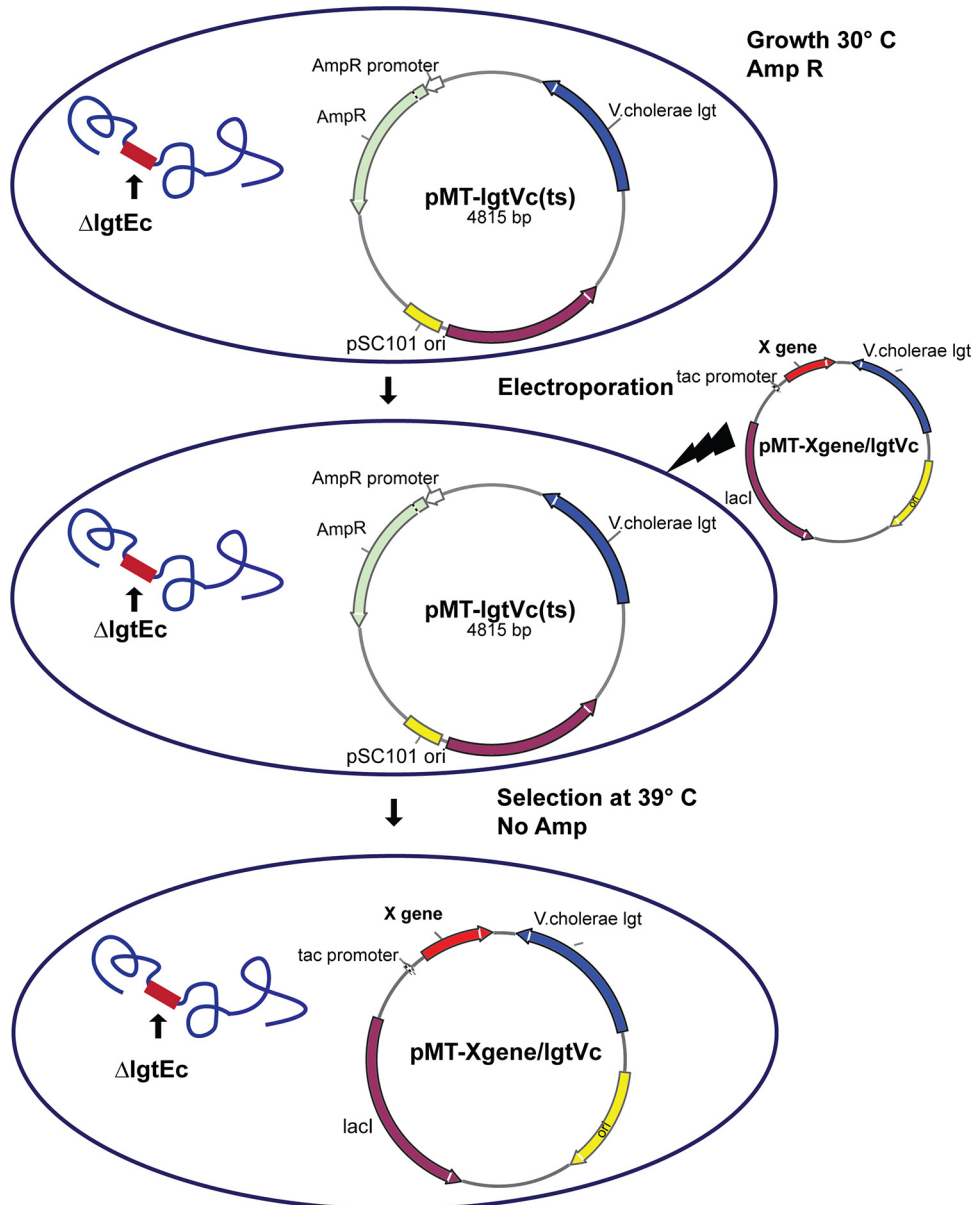 Growth 30° C
Amp R
AmpR promoter
AmpR
V.cholerae lgt
pMT-lgtVc(ts)
4815 bp
ΔlgtEc
pSC101 ori
Electroporation
X gene
V.cholerae lgt
tac promoter
pMT-Xgene/lgtVc
lacI
ori
AmpR promoter
AmpR
V.cholerae lgt
pMT-lgtVc(ts)
4815 bp
ΔlgtEc
pSC101 ori
Selection at 39° C
No Amp
X gene
V.cholerae lgt
tac promoter
pMT-Xgene/lgtVc
ΔlgtEc
lacI
ori